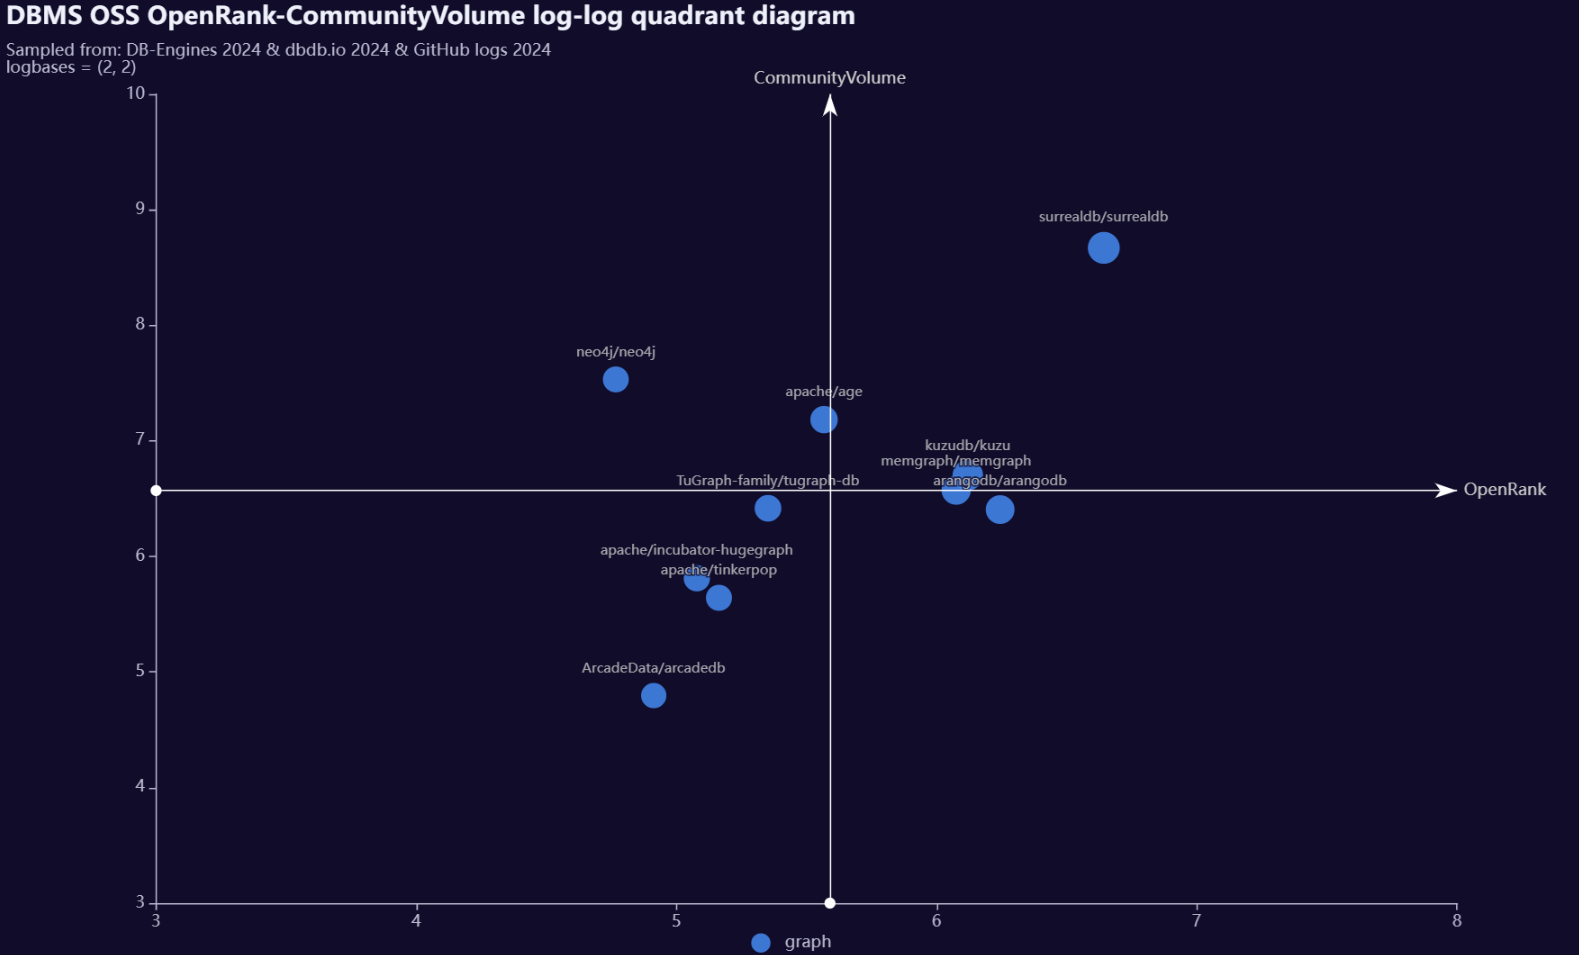 DBMS OSS OpenRank-CommunityVolume log-log quadrant diagram
Sampled from: DB-Engines 2024 & dbdb.io 2024 & GitHub logs 2024
logbases = (2, 2)
CommunityVolume
10
9
surrealdb/surrealdb
8
neo4j/neo4j
apache/age
7
kuzudb/kuzu
memgraph/memgraph
TuGraph-family/tugraph-db
arangodb/arangodb
OpenRank
6
apache/incubator-hugegraph
apache/tinkerpop
5
ArcadeData/arcadedb
4
3
3 4 5 6 7 8
graph